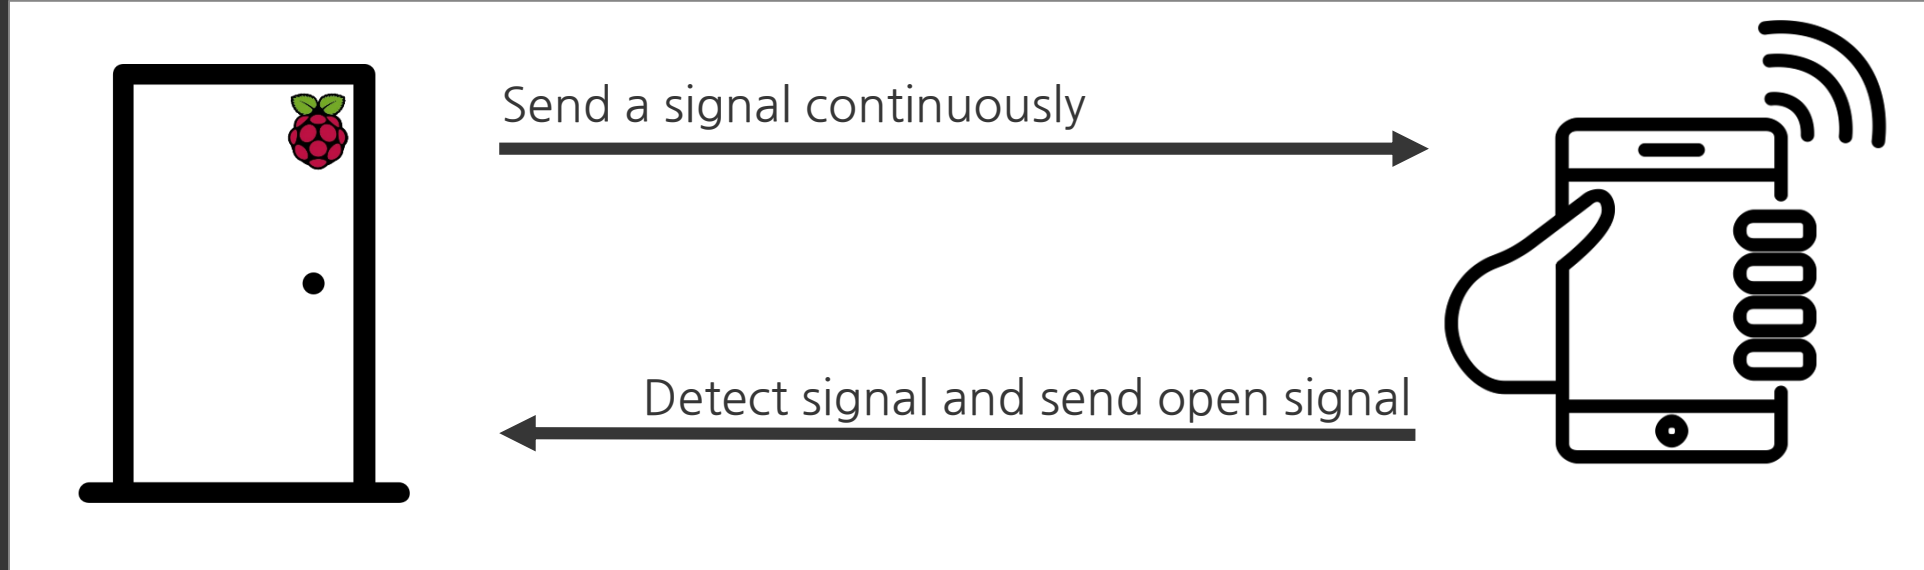 Send a signal continuously
Detect signal and send open signal